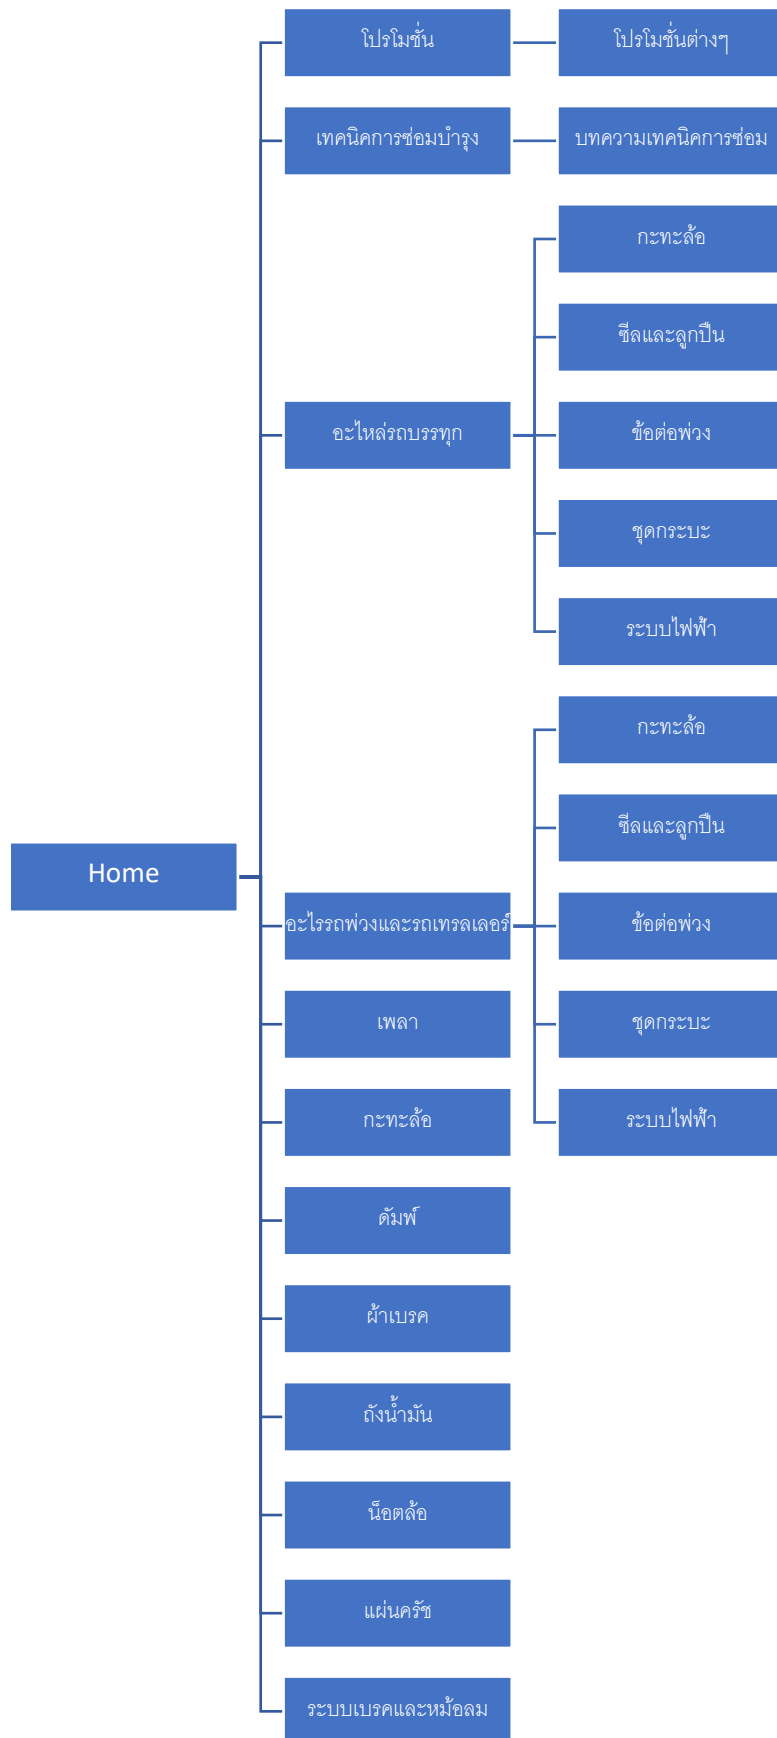 Home
โปรโมชั่น
โปรโมชั่นต่างๆ
เทคนิคการซ่อมบำรุง
บทความเทคนิคการซ่อม
อะไหล่รถบรรทุก
กะทะล้อ
ซีลและลูกปืน
ข้อต่อพ่วง
ชุดกระบะ
ระบบไฟฟ้า
อะไรรถพ่วงและรถเทรลเลอร์
กะทะล้อ
ซีลและลูกปืน
ข้อต่อพ่วง
ชุดกระบะ
ระบบไฟฟ้า
เพลา
กะทะล้อ
ดัมพ์
ผ้าเบรค
ถังน้ำมัน
น็อตล้อ
แผ่นครัช
ระบบเบรคและหม้อลม